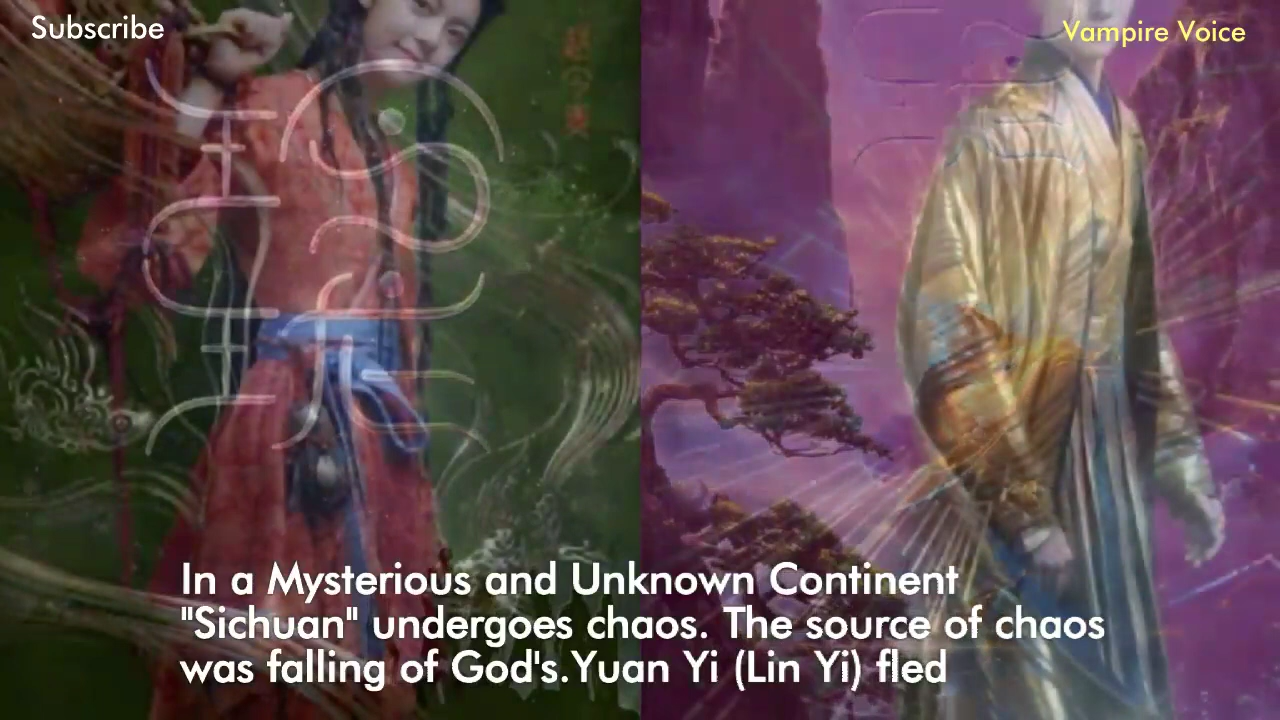 Subscribe
Vampire Voice
In a Mysterious and Unknown Continent
"Sichuan" undergoes chaos. The source of chaos
was falling of God's.Yuan Yi (Lin Yi) fled